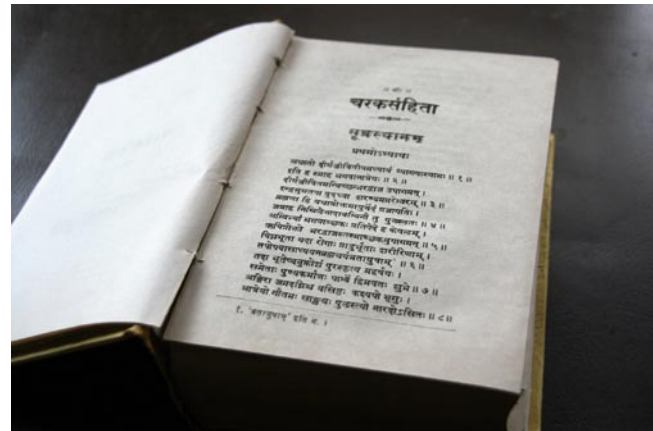 ॥ श्रीः ॥
चरकसंहिता
सूत्रस्थानम्
प्रथमोऽध्यायः
अथातो दीर्घञ्जीवितीयमध्यायं व्याख्यास्यामः ॥ १ ॥
इति ह स्माह भगवानात्रेयः ॥ २ ॥
दीर्घं जीवितमन्विच्छन्भरद्वाज उपागमत् ।
इन्द्रमुग्रतपा बुद्ध्वा शरण्यममरेश्वरम् ॥ ३ ॥
ब्रह्मणा हि यथाप्रोक्तमायुर्वेदं प्रजापतिः ।
जग्राह निखिलेनादावश्विनौ तु पुनस्ततः ॥ ४ ॥
अश्विभ्यां भगवाञ्छक्रः प्रतिपेदे ह केवलम् ।
ऋषिप्रोक्तो भरद्वाजस्तस्माच्छक्रमुपागमत् ॥ ५ ॥
विघ्नभूता यदा रोगाः प्रादुर्भूताः शरीरिणाम् ।
तपोपवासाध्ययनब्रह्मचर्यव्रतायुषाम् ॥ ६ ॥
तदा भूतेष्वनुक्रोशं पुरस्कृत्य महर्षयः ।
समेताः पुण्यकर्माणः पार्श्वे हिमवतः शुभे ॥ ७ ॥
अङ्गिरा जमदग्निश्च वसिष्ठः कश्यपो भृगुः ।
आत्रेयो गौतमः साङ्ख्यः पुलस्त्यो नारदोऽसितः ॥ ८ ॥
१. 'व्रतायुषाम्' इति च ।